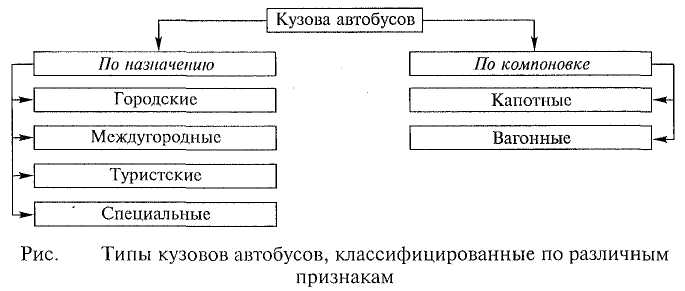 Кузова автобусов
По назначению
Городские
Междугородные
Туристские
Специальные
По компоновке
Капотные
Вагонные
Рис. Типы кузовов автобусов, классифицированные по различным
признакам